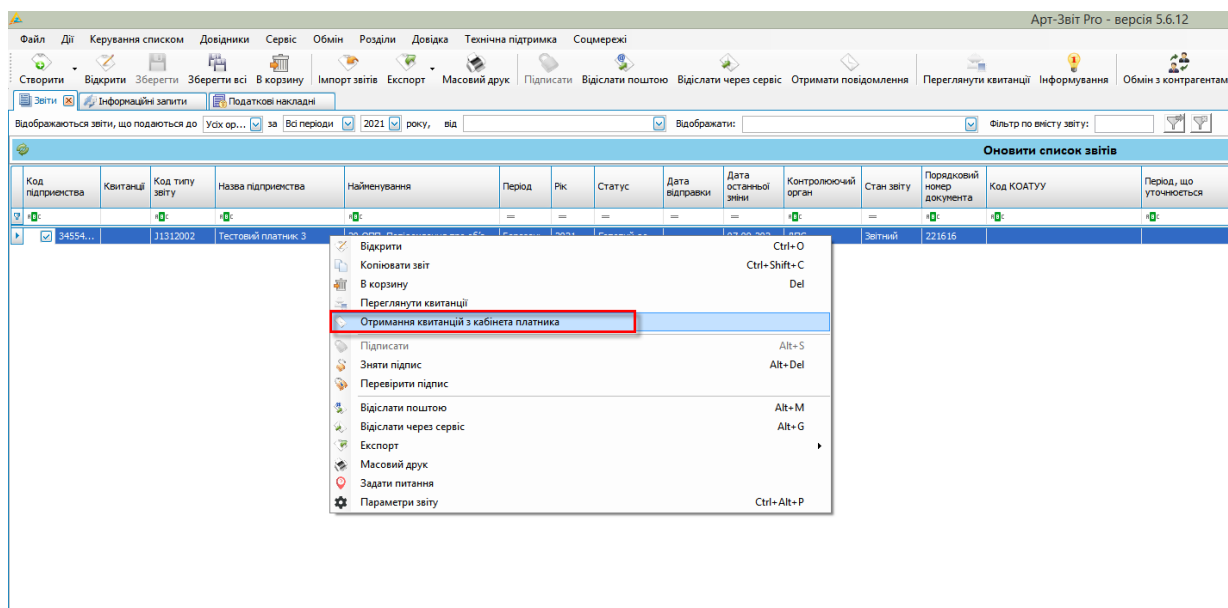 Арт-Звіт Pro - версія 5.6.12
Файл Дії Керування списком Довідники Сервіс Обмін Розділи Довідка Технічна підтримка Соцмережі
Створити Відкрити Зберегти Зберегти всі В корзину Імпорт звітів Експорт Масовий друк Підписати Відіслати поштою Відіслати через сервіс Отримати повідомлення Переглянути квитанції Інформування Обмін з контрагентам
Звіти Інформаційні запити Податкові накладні
Відображаються звіти, що подаються до Усіх ор... за Всі періоди 2021 року, від Відображати: Фільтр по вмісту звіту:
Оновити список звітів
Код підприємства Квитанції Код типу звіту Назва підприємства Найменування Період Рік Статус Дата відправки Дата останньої зміни Контролюючий орган Стан звіту Порядковий номер документа Код КОАТУУ Період, що уточнюється
34554... J1312002 Тестовий платник 3 2021 Звітний 221616
Відкрити Ctrl+O
Копіювати звіт Ctrl+Shift+C
В корзину Del
Переглянути квитанції
Отримання квитанцій з кабінета платника
Підписати Alt+S
Зняти підпис Alt+Del
Перевірити підпис
Відіслати поштою Alt+M
Відіслати через сервіс Alt+G
Експорт
Масовий друк
Задати питання
Параметри звіту Ctrl+Alt+P